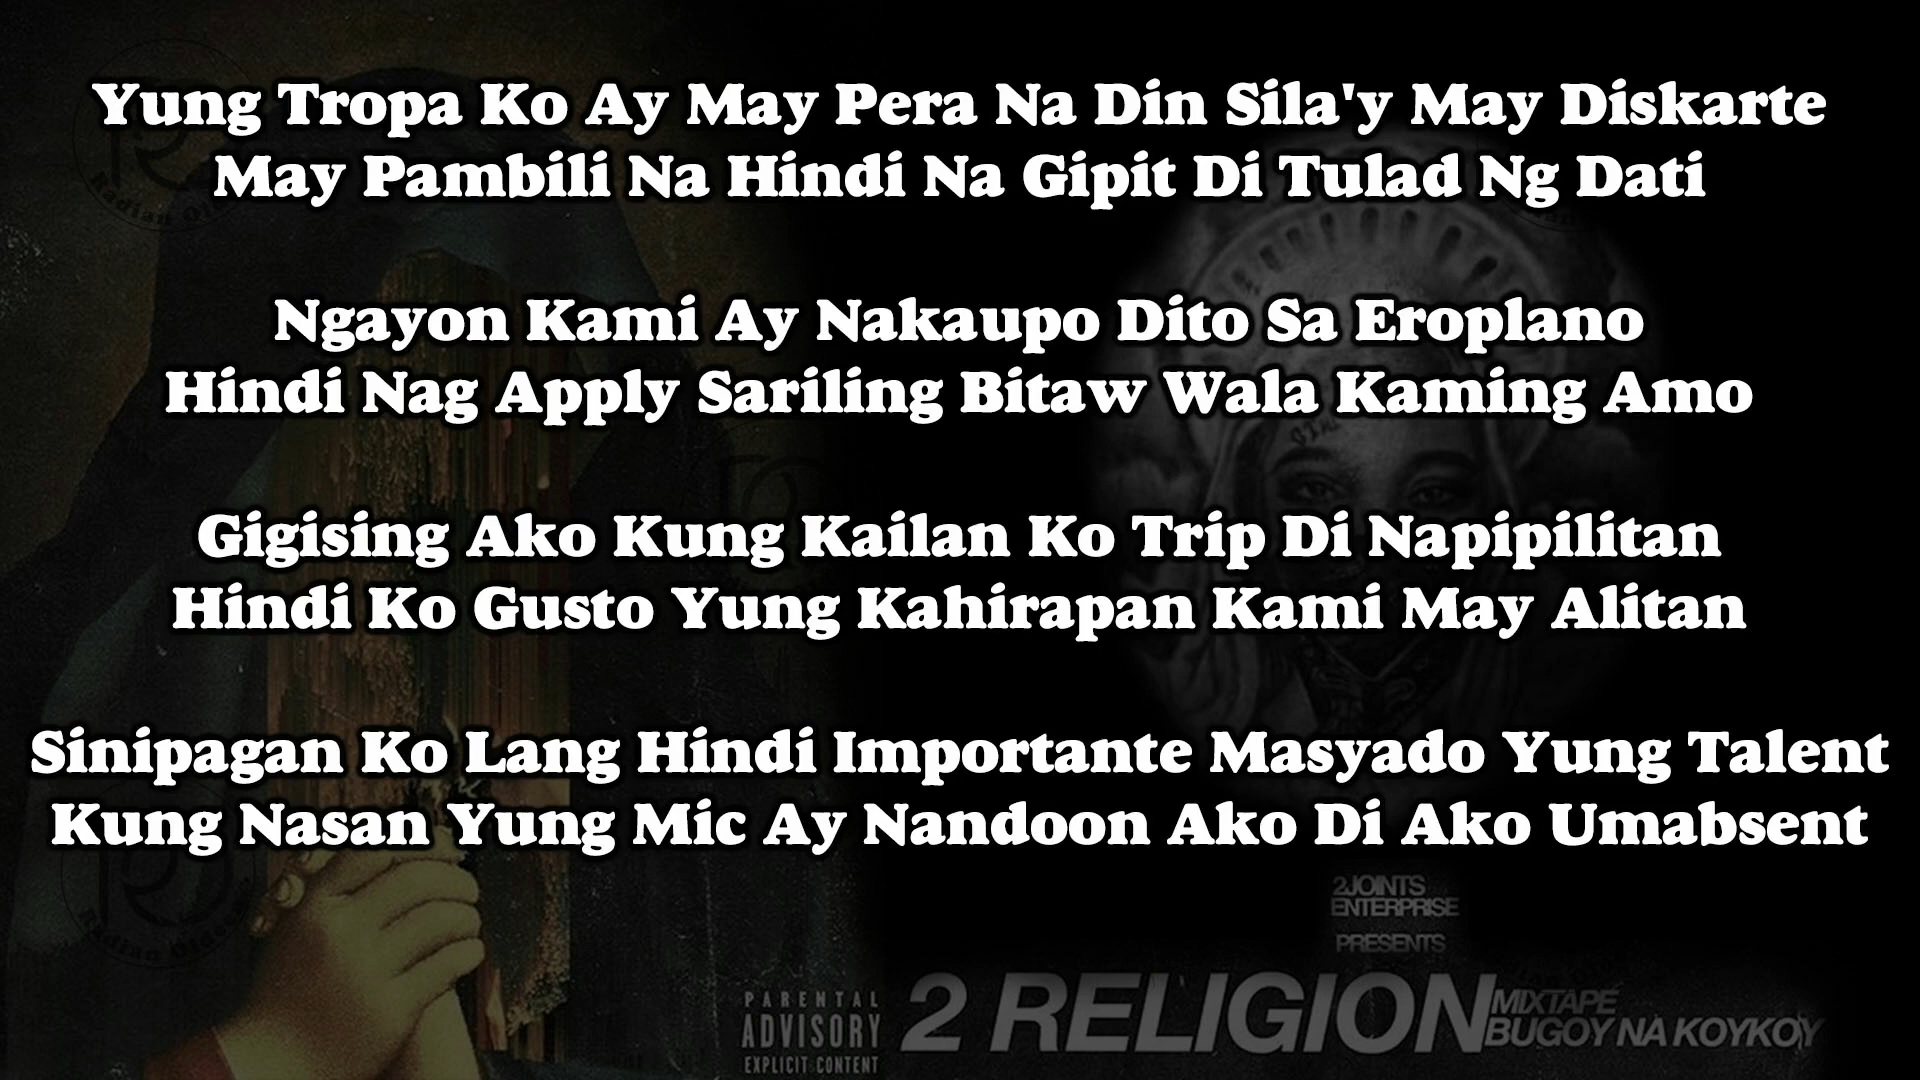 Yung Tropa Ko Ay May Pera Na Din Sila'y May Diskarte
May Pambili Na Hindi Na Gipit Di Tulad Ng Dati
Ngayon Kami Ay Nakaupo Dito Sa Eroplano
Hindi Nag Apply Sariling Bitaw Wala Kaming Amo
Gigising Ako Kung Kailan Ko Trip Di Napipilitan
Hindi Ko Gusto Yung Kahirapan Kami May Alitan
Sinipagan Ko Lang Hindi Importante Masyado Yung Talent
Kung Nasan Yung Mic Ay Nandoon Ako Di Ako Umabsent
2JOINTS
ENTERPRISE
PRESENTS
PARENTAL
ADVISORY
EXPLICIT CONTENT
2 RELIGION
MIXTAPE
BUGOY NA KOYKOY